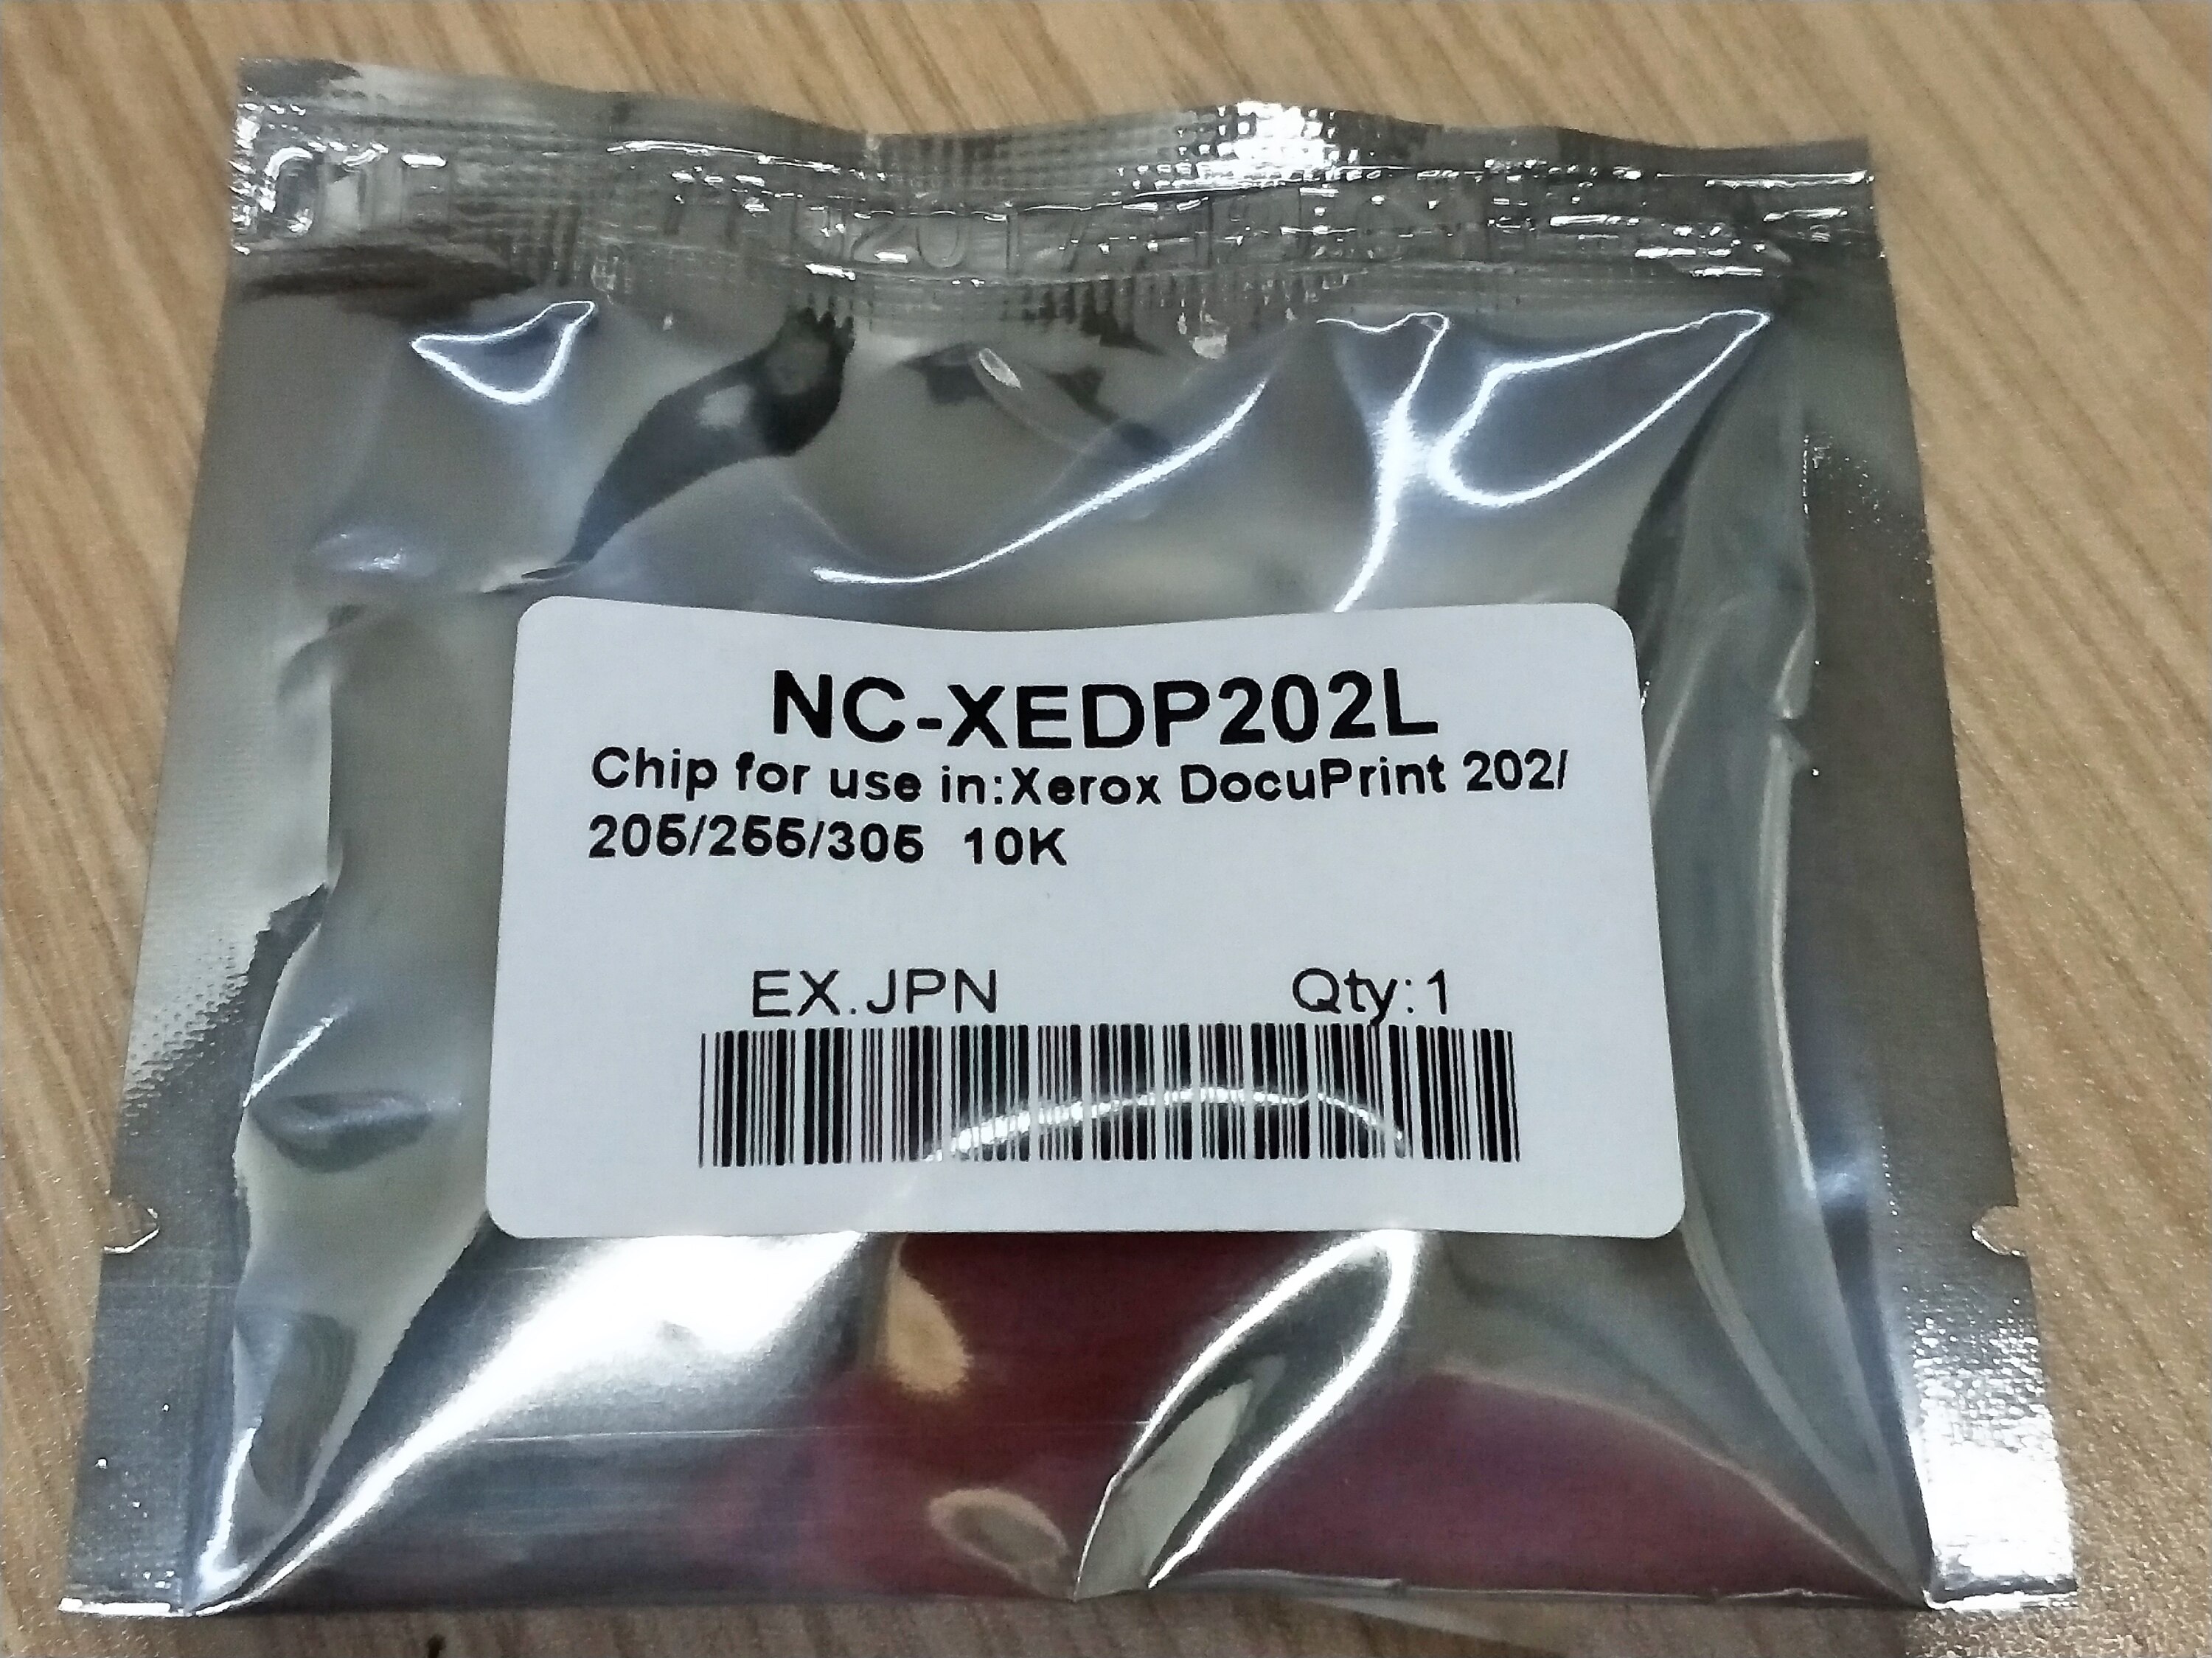 NC-XEDP202L
Chip for use in:Xerox DocuPrint 202/
205/255/305 10K
EX.JPN Qty:1